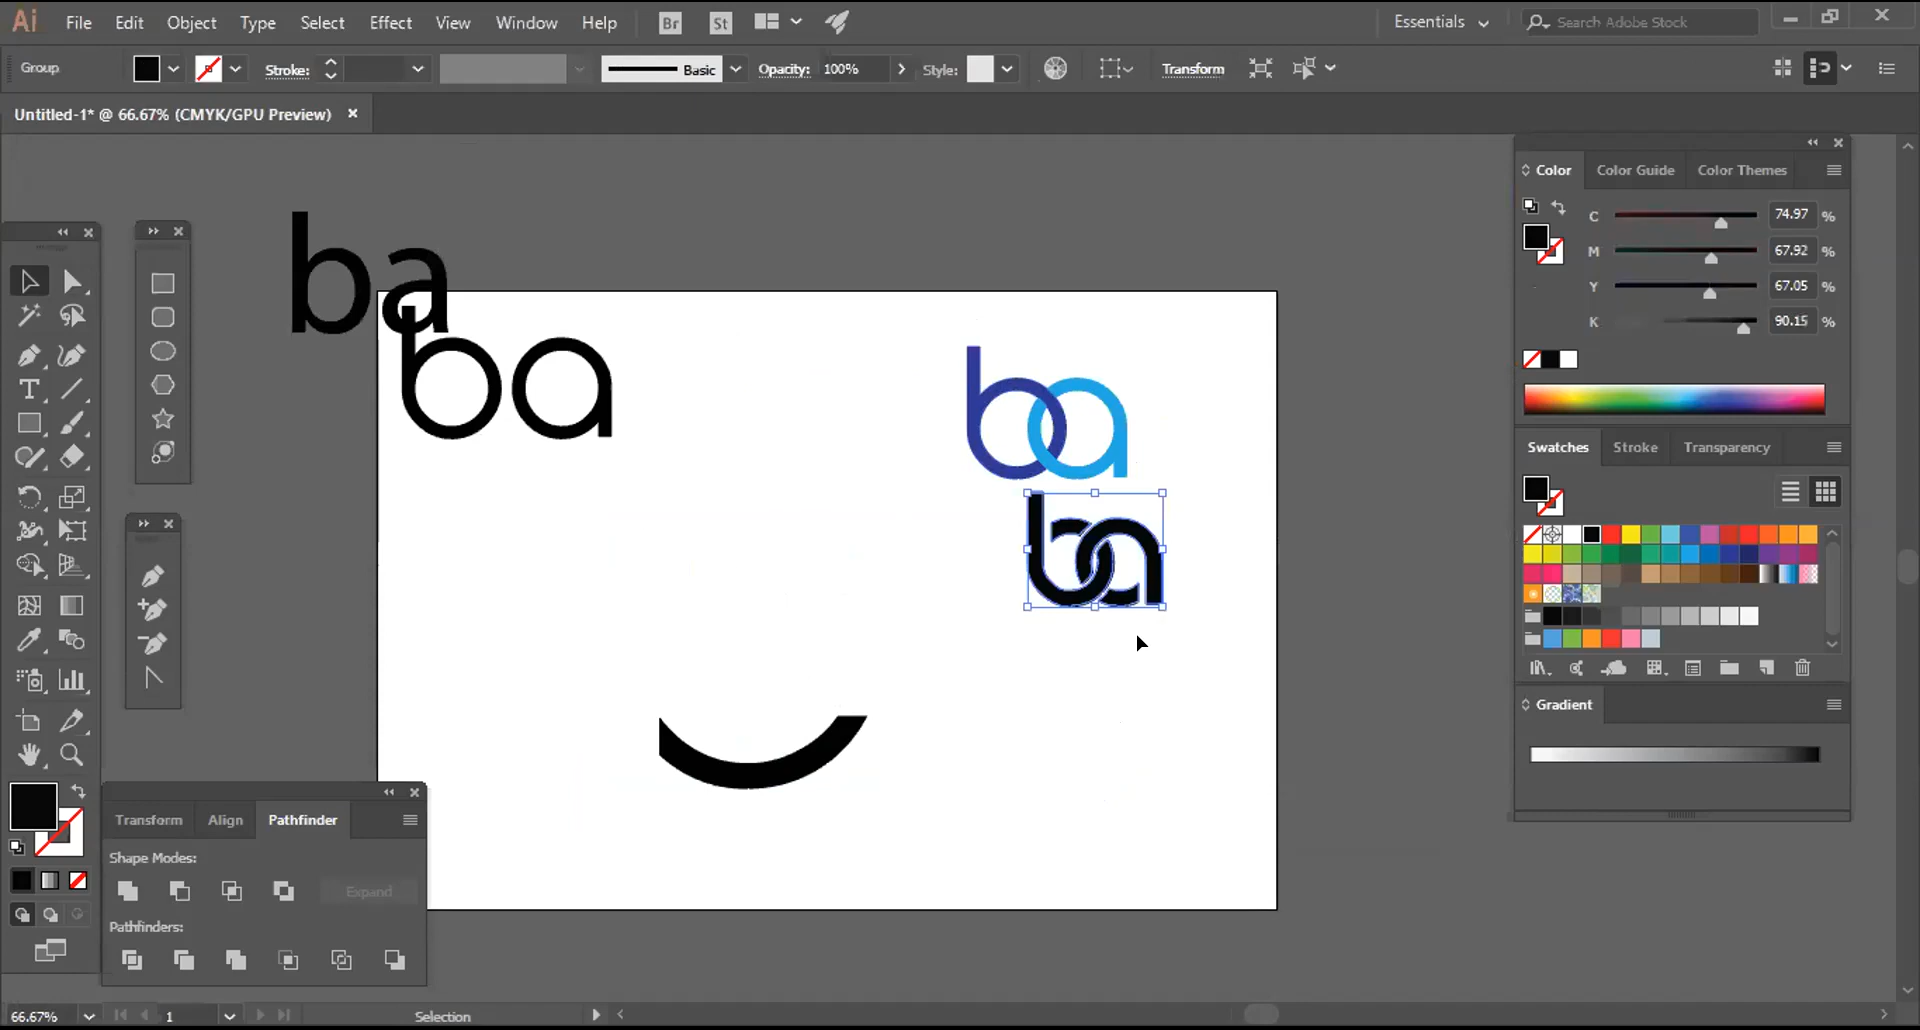 Ai File Edit Object Type Select Effect View Window Help Br St Essentials Search Adobe Stock
Group Stroke: Basic Opacity: 100% Style: Transform
Untitled-1* @ 66.67% (CMYK/GPU Preview)
Color Color Guide Color Themes
C 74.97 %
M 67.92 %
Y 67.05 %
K 90.15 %
ba
ba
ba
ba
Swatches Stroke Transparency
T
Gradient
Transform Align Pathfinder
Shape Modes:
Expand
Pathfinders:
66.67% 1 Selection